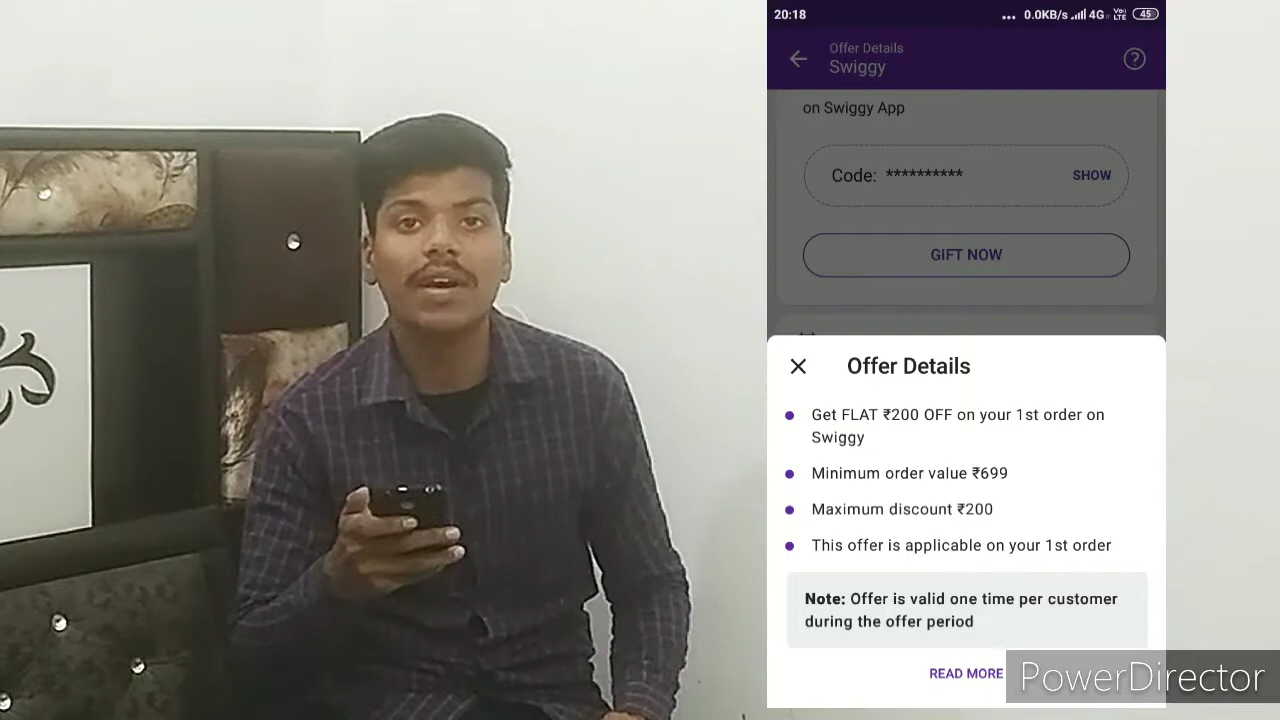 20:18
... 0.0KB/s 4G Vo LTE 45
Offer Details
Swiggy
on Swiggy App
Code: ********** SHOW
GIFT NOW
Offer Details
Get FLAT ₹200 OFF on your 1st order on
Swiggy
Minimum order value ₹699
Maximum discount ₹200
This offer is applicable on your 1st order
Note: Offer is valid one time per customer
during the offer period
READ MORE
PowerDirector